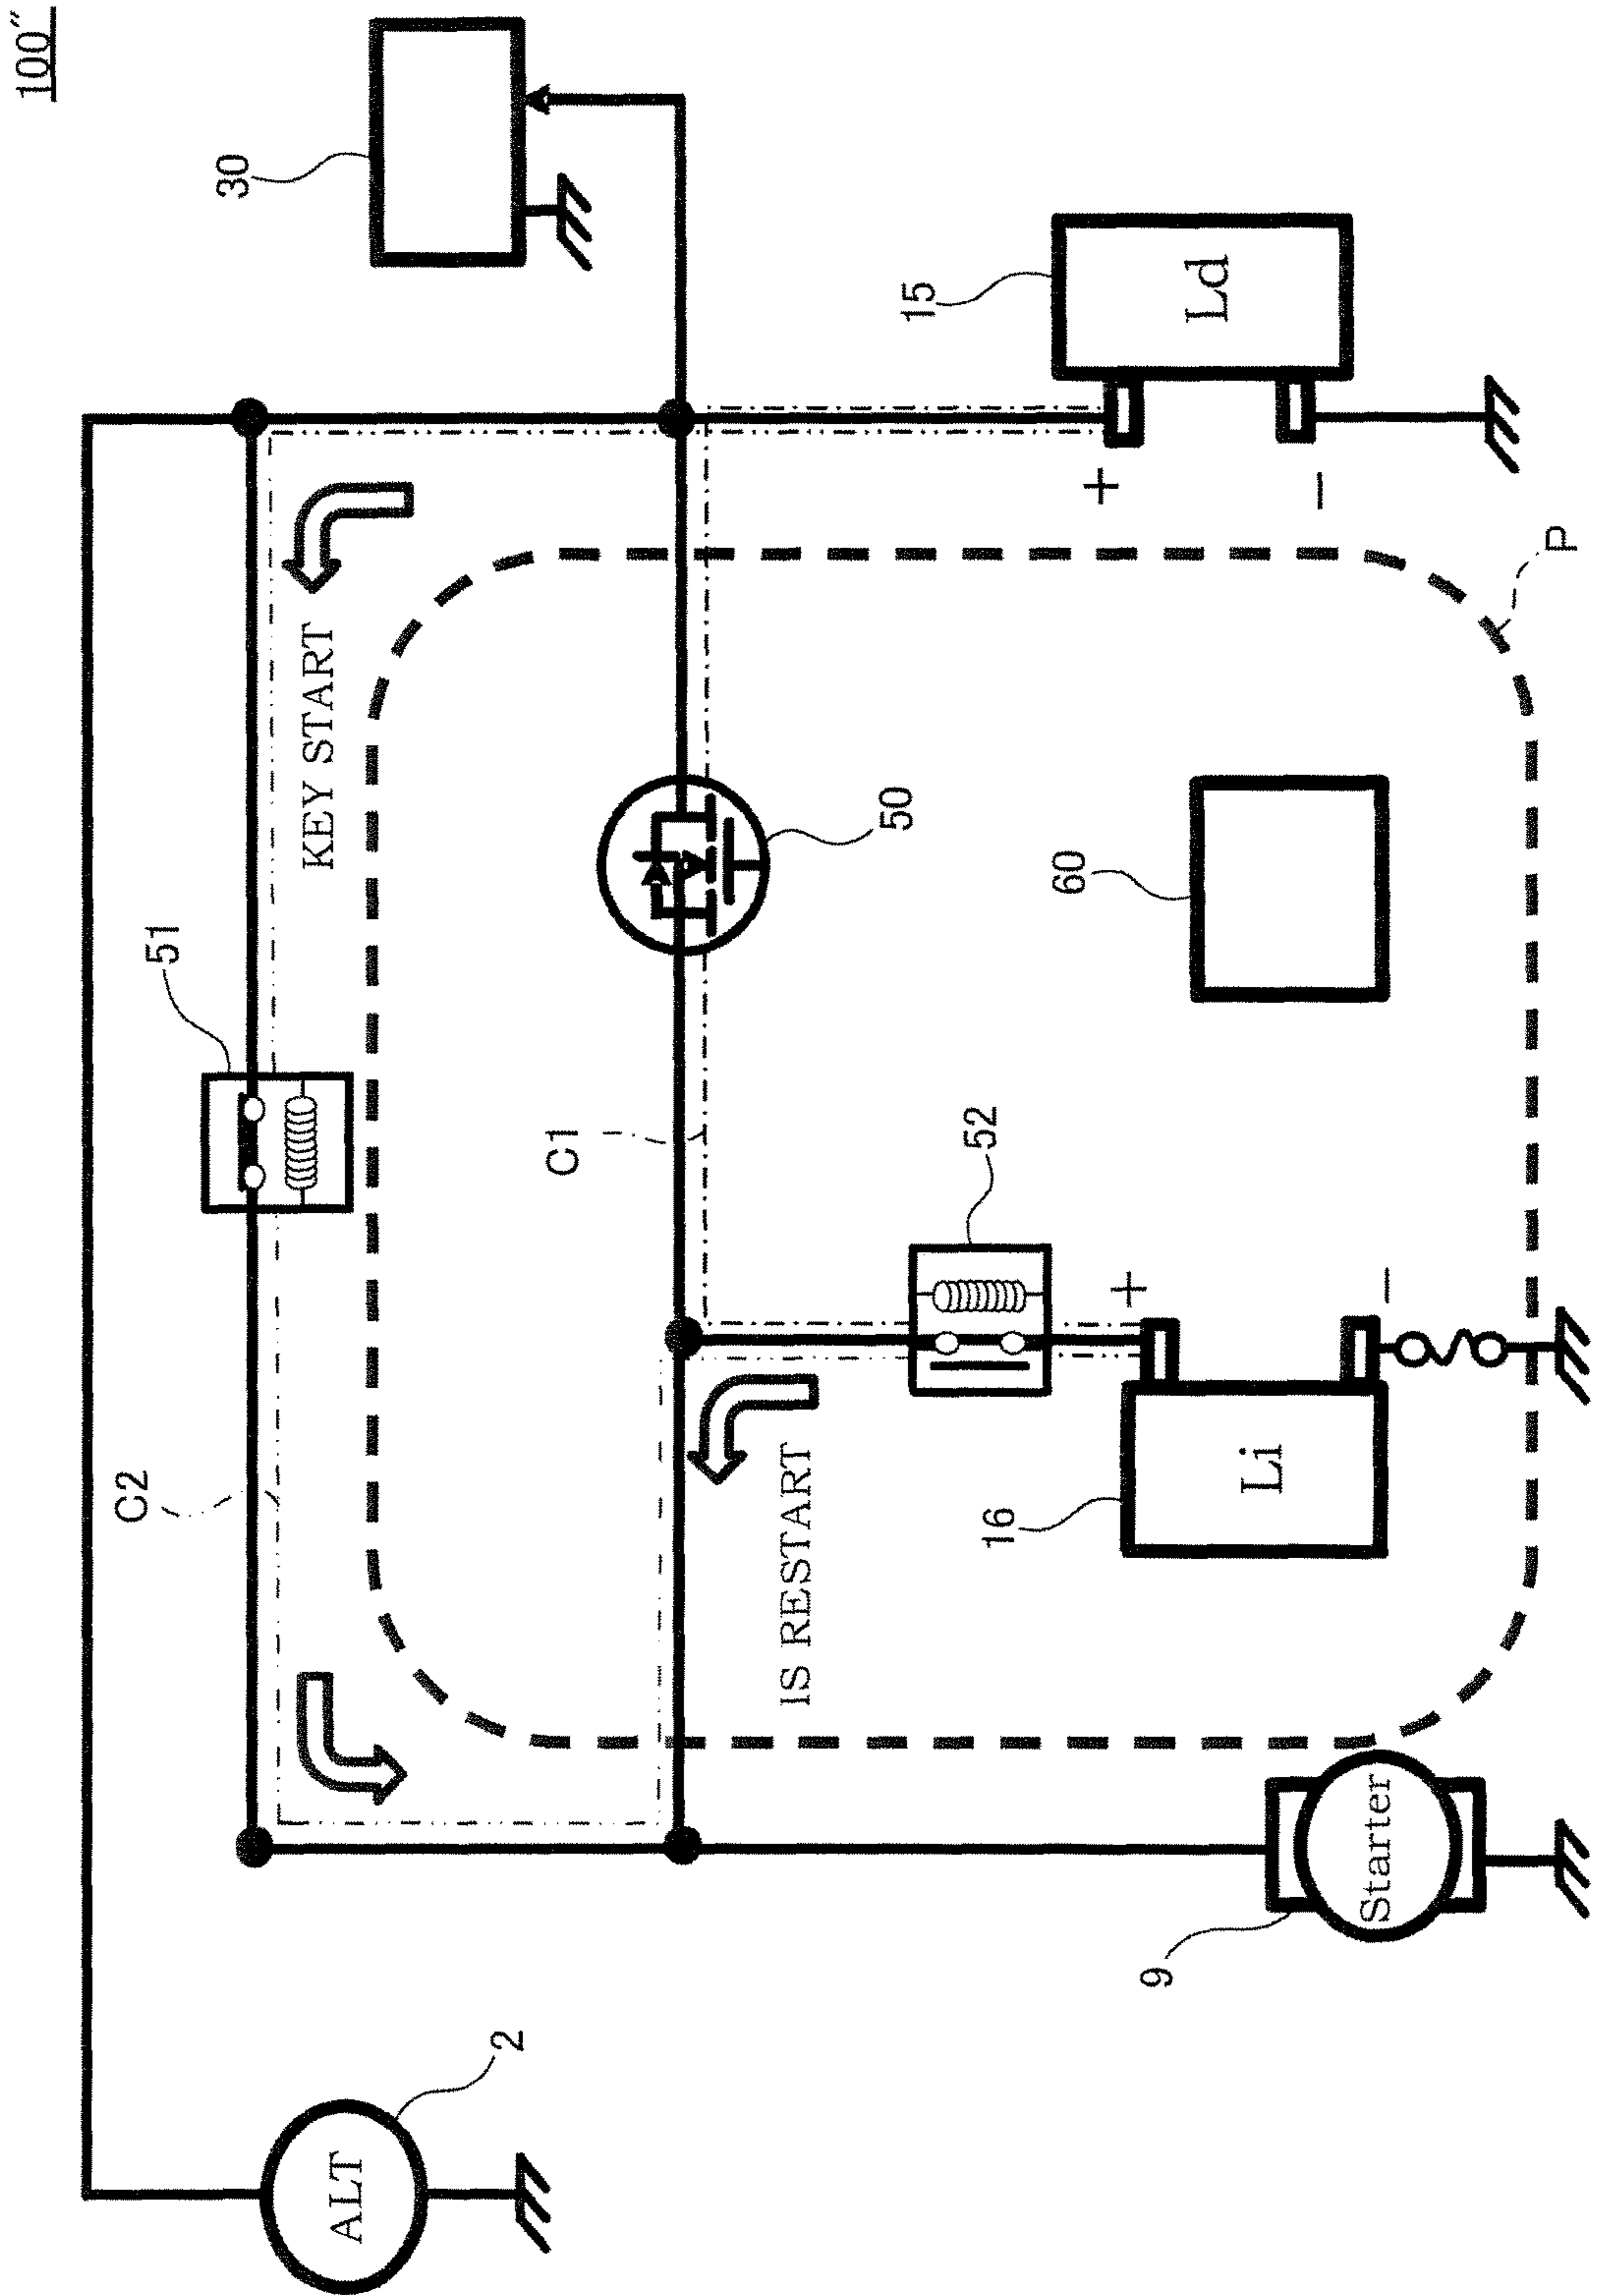 100″
30
15
Ld
+
−
KEY START
51
50
60
P
C1
52
+
−
C2
IS RESTART
16
Li
Starter
9
2
ALT